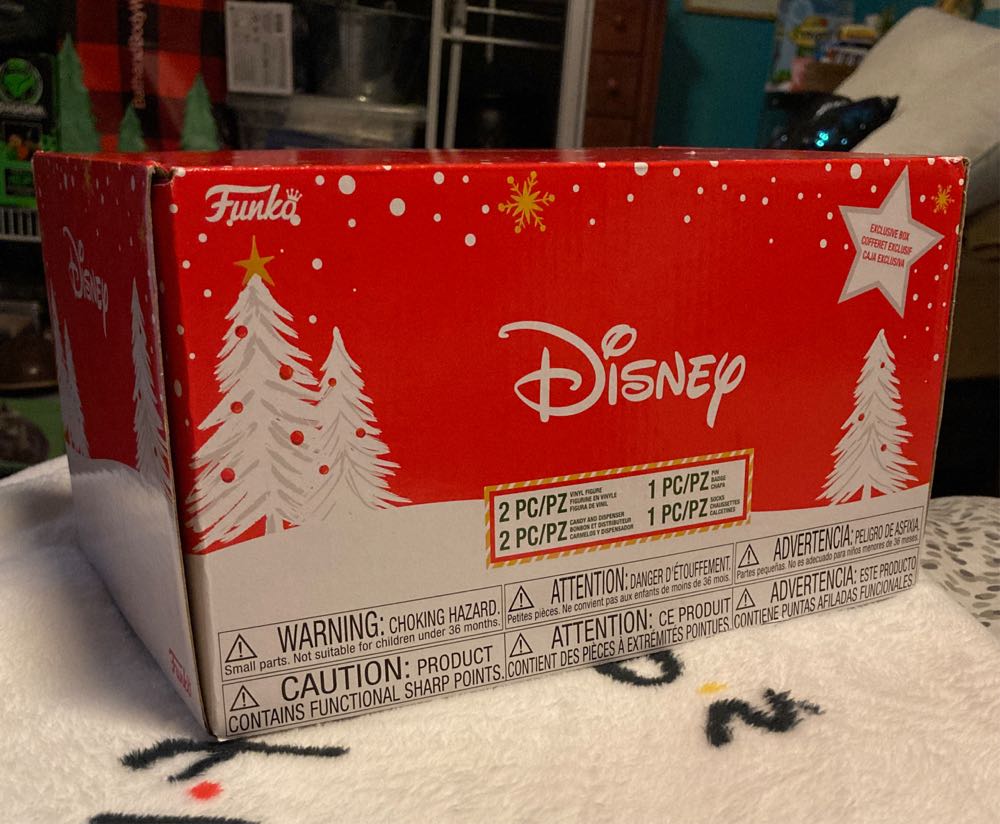 Funko
EXCLUSIVE BOX
COFFERET EXCLUSIF
CAJA EXCLUSIVA
DISNEY
DISNEY
2 PC/PZ VINYL FIGURE
FIGURINE EN VINYLE
FIGURA DE VINIL
1 PC/PZ PIN
BADGE
CHAPA
2 PC/PZ CANDY AND DISPENSER
BONBON ET DISTRIBUTEUR
CARMELOS Y DISPENSADOR
1 PC/PZ SOCKS
CHAUSSETTES
CALCETINES
WARNING: CHOKING HAZARD.
Small parts. Not suitable for children under 36 months.
ATTENTION: DANGER D'ÉTOUFFEMENT.
Petites pièces. Ne convient pas aux enfants de moins de 36 mois.
ADVERTENCIA: PELIGRO DE ASFIXIA.
Partes pequeñas. No es adecuado para niños menores de 36 meses.
CAUTION: PRODUCT
CONTAINS FUNCTIONAL SHARP POINTS.
ATTENTION: CE PRODUIT
CONTIENT DES PIÈCES À EXTRÉMITÉS POINTUES.
ADVERTENCIA: ESTE PRODUCTO
CONTIENE PUNTAS AFILADAS FUNCIONALES
Funko